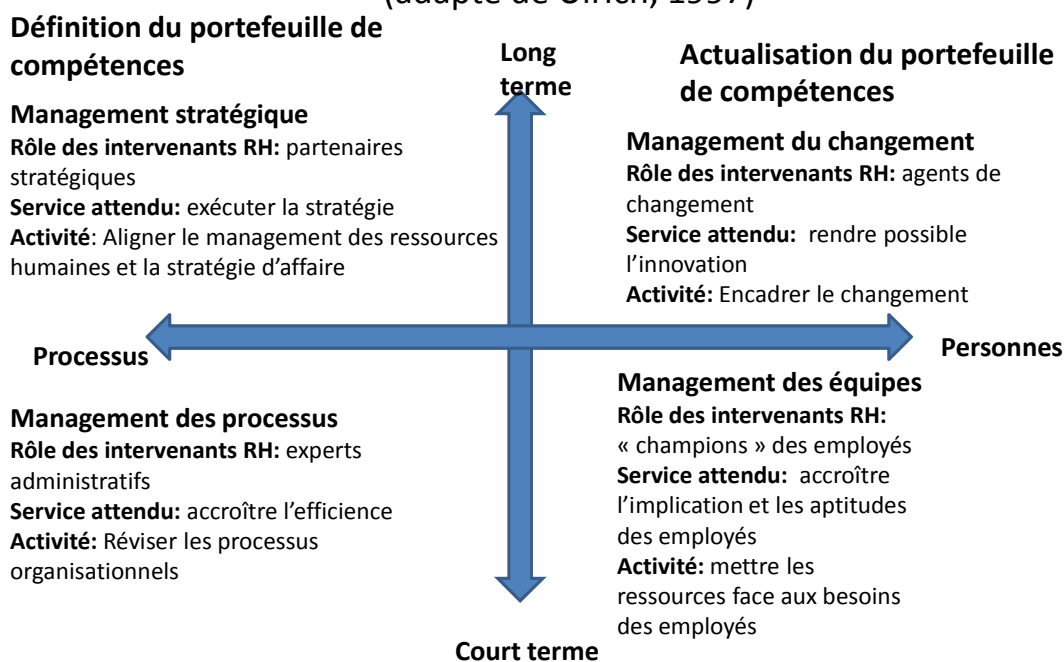 (adapté de Ulrich, 1997)
Définition du portefeuille de
compétences
Long
terme
Actualisation du portefeuille
de compétences
Management stratégique
Rôle des intervenants RH: partenaires
stratégiques
Service attendu: exécuter la stratégie
Activité: Aligner le management des ressources
humaines et la stratégie d'affaire
Management du changement
Rôle des intervenants RH: agents de
changement
Service attendu: rendre possible
l'innovation
Activité: Encadrer le changement
Processus
Personnes
Management des processus
Rôle des intervenants RH: experts
administratifs
Service attendu: accroître l'efficience
Activité: Réviser les processus
organisationnels
Management des équipes
Rôle des intervenants RH:
« champions » des employés
Service attendu: accroître
l'implication et les aptitudes
des employés
Activité: mettre les
ressources face aux besoins
des employés
Court terme